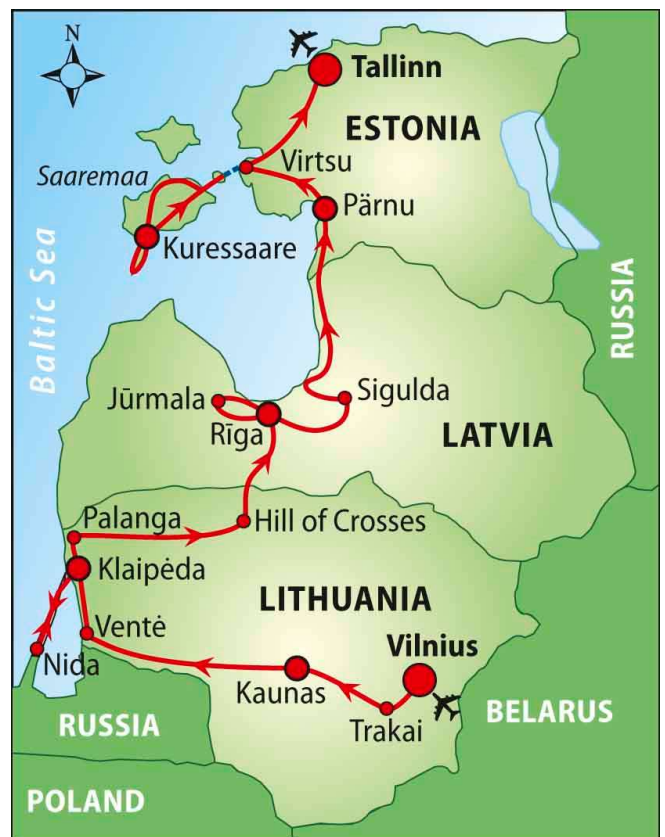 N
Tallinn
ESTONIA
Saaremaa
Virtsu
Pärnu
Kuressaare
Baltic Sea
RUSSIA
Jūrmala
Sigulda
Rīga
LATVIA
Palanga
Hill of Crosses
Klaipėda
LITHUANIA
Ventė
Vilnius
Nida
Kaunas
Trakai
BELARUS
RUSSIA
POLAND